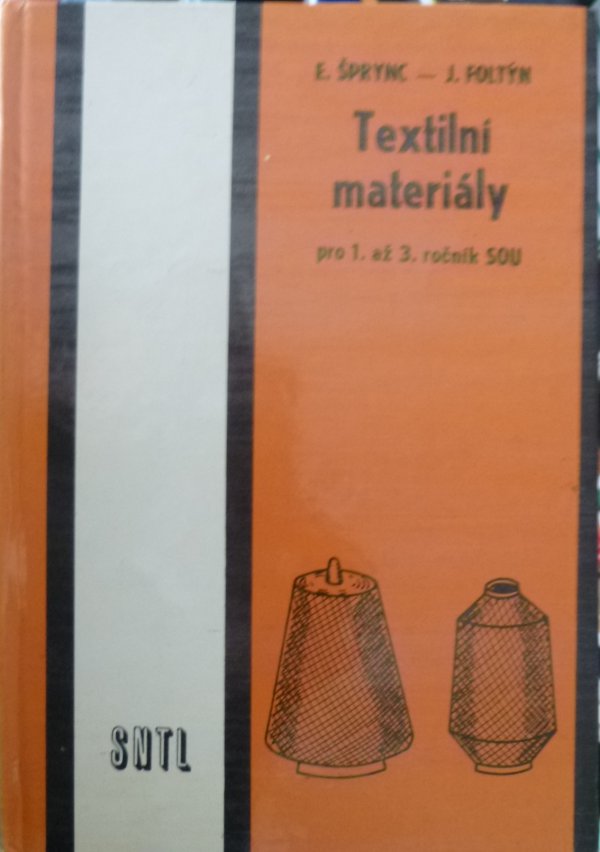 E. ŠPRYNC — J. FOLTÝN
Textilní
materiály
pro 1. až 3. ročník SOU
SNTL